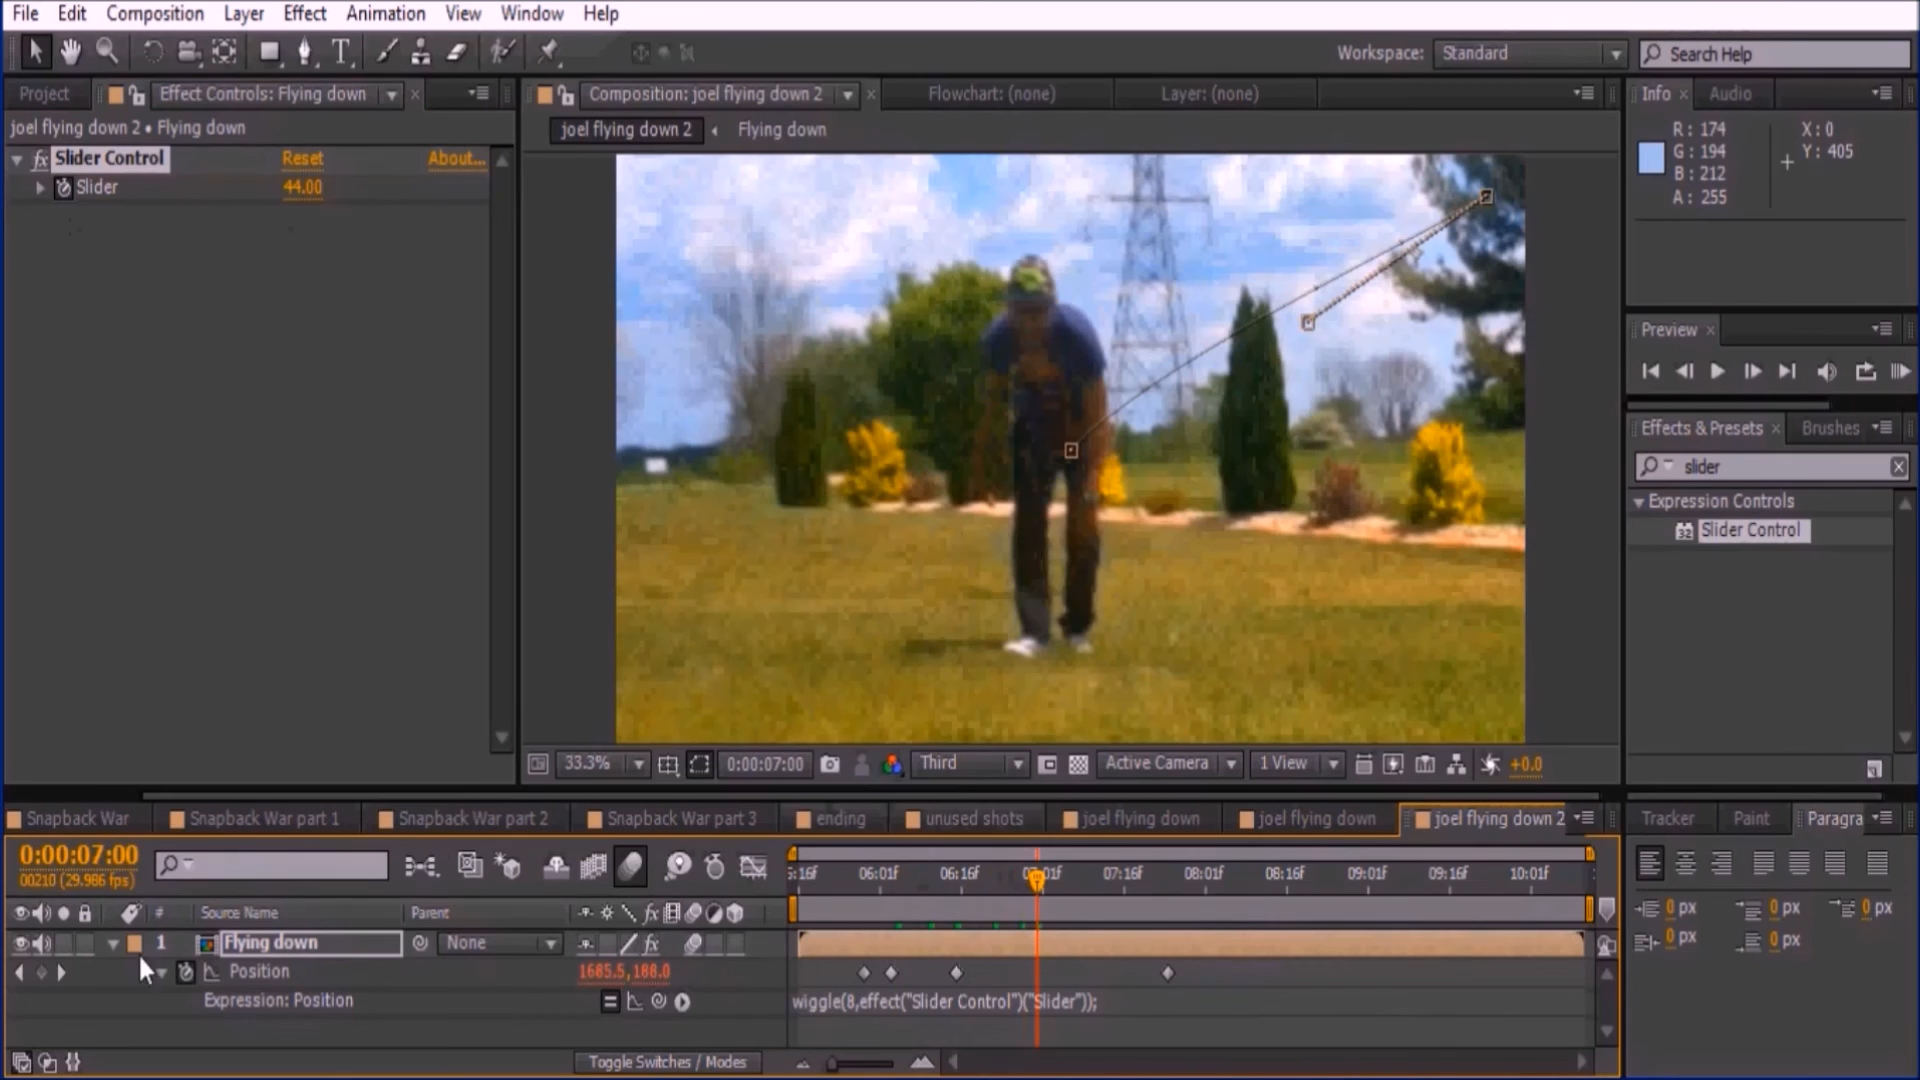 File Edit Composition Layer Effect Animation View Window Help
Workspace: Standard Search Help
Project Effect Controls: Flying down Composition: joel flying down 2 Flowchart: (none) Layer: (none) Info Audio
joel flying down 2 • Flying down
joel flying down 2 Flying down
R: 174 X: 0
G: 194 Y: 405
B: 212
A: 255
fx Slider Control Reset About...
Slider 44.00
Preview
Effects & Presets Brushes
slider
Expression Controls
32 Slider Control
33.3% 0:00:07:00 Third Active Camera 1 View +0.0
Snapback War Snapback War part 1 Snapback War part 2 Snapback War part 3 ending unused shots joel flying down joel flying down joel flying down 2
Tracker Paint Paragra
0:00:07:00
00210 (29.986 fps)
5:16f 06:01f 06:16f 07:01f 07:16f 08:01f 08:16f 09:01f 09:16f 10:01f
# Source Name Parent fx
0 px 0 px 0 px
0 px 0 px
1 Flying down None fx
Position 1685.5,188.0
Expression: Position wiggle(8,effect("Slider Control")("Slider"));
Toggle Switches / Modes